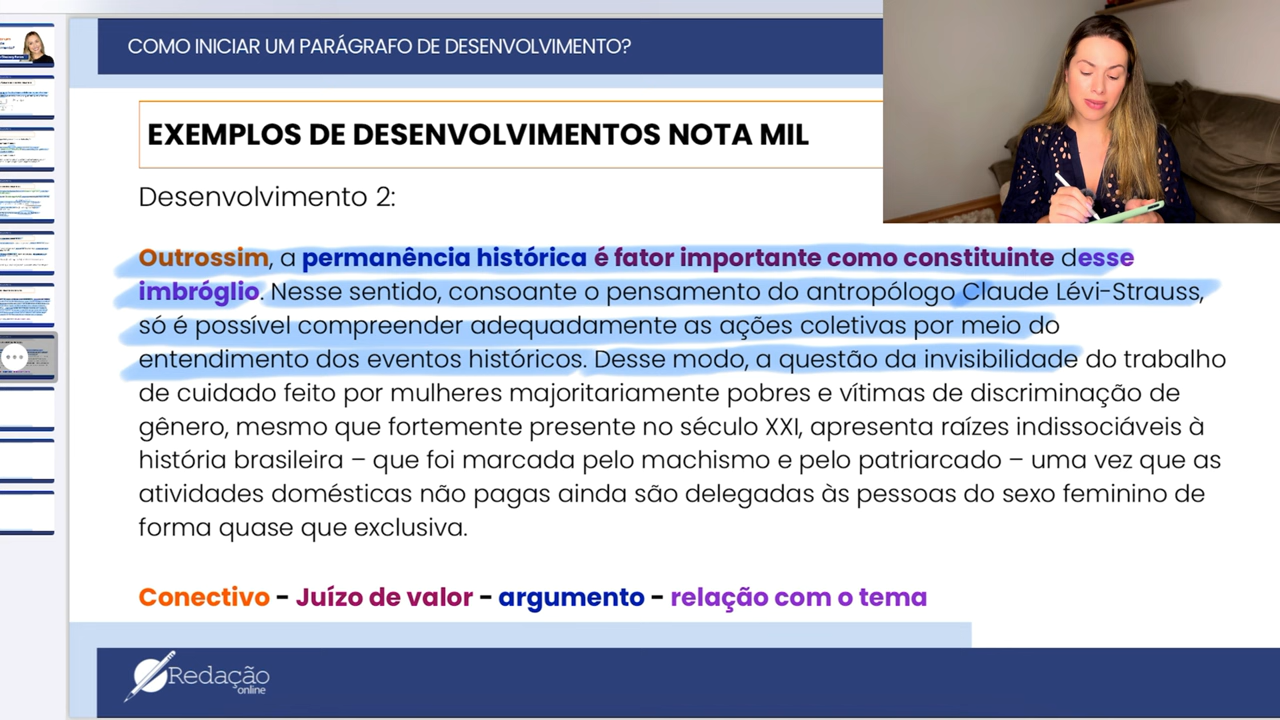 COMO INICIAR UM PARÁGRAFO DE DESENVOLVIMENTO?
EXEMPLOS DE DESENVOLVIMENTOS NOTA MIL
Desenvolvimento 2:
Outrossim, a permanência histórica é fator importante como constituinte desse
imbróglio. Nesse sentido, consoante o pensamento do antropólogo Claude Lévi-Strauss,
só é possível compreender adequadamente as ações coletivas por meio do
entendimento dos eventos históricos. Desse modo, a questão da invisibilidade do trabalho
de cuidado feito por mulheres majoritariamente pobres e vítimas de discriminação de
gênero, mesmo que fortemente presente no século XXI, apresenta raízes indissociáveis à
história brasileira – que foi marcada pelo machismo e pelo patriarcado – uma vez que as
atividades domésticas não pagas ainda são delegadas às pessoas do sexo feminino de
forma quase que exclusiva.
Conectivo – Juízo de valor – argumento – relação com o tema
Redação
online